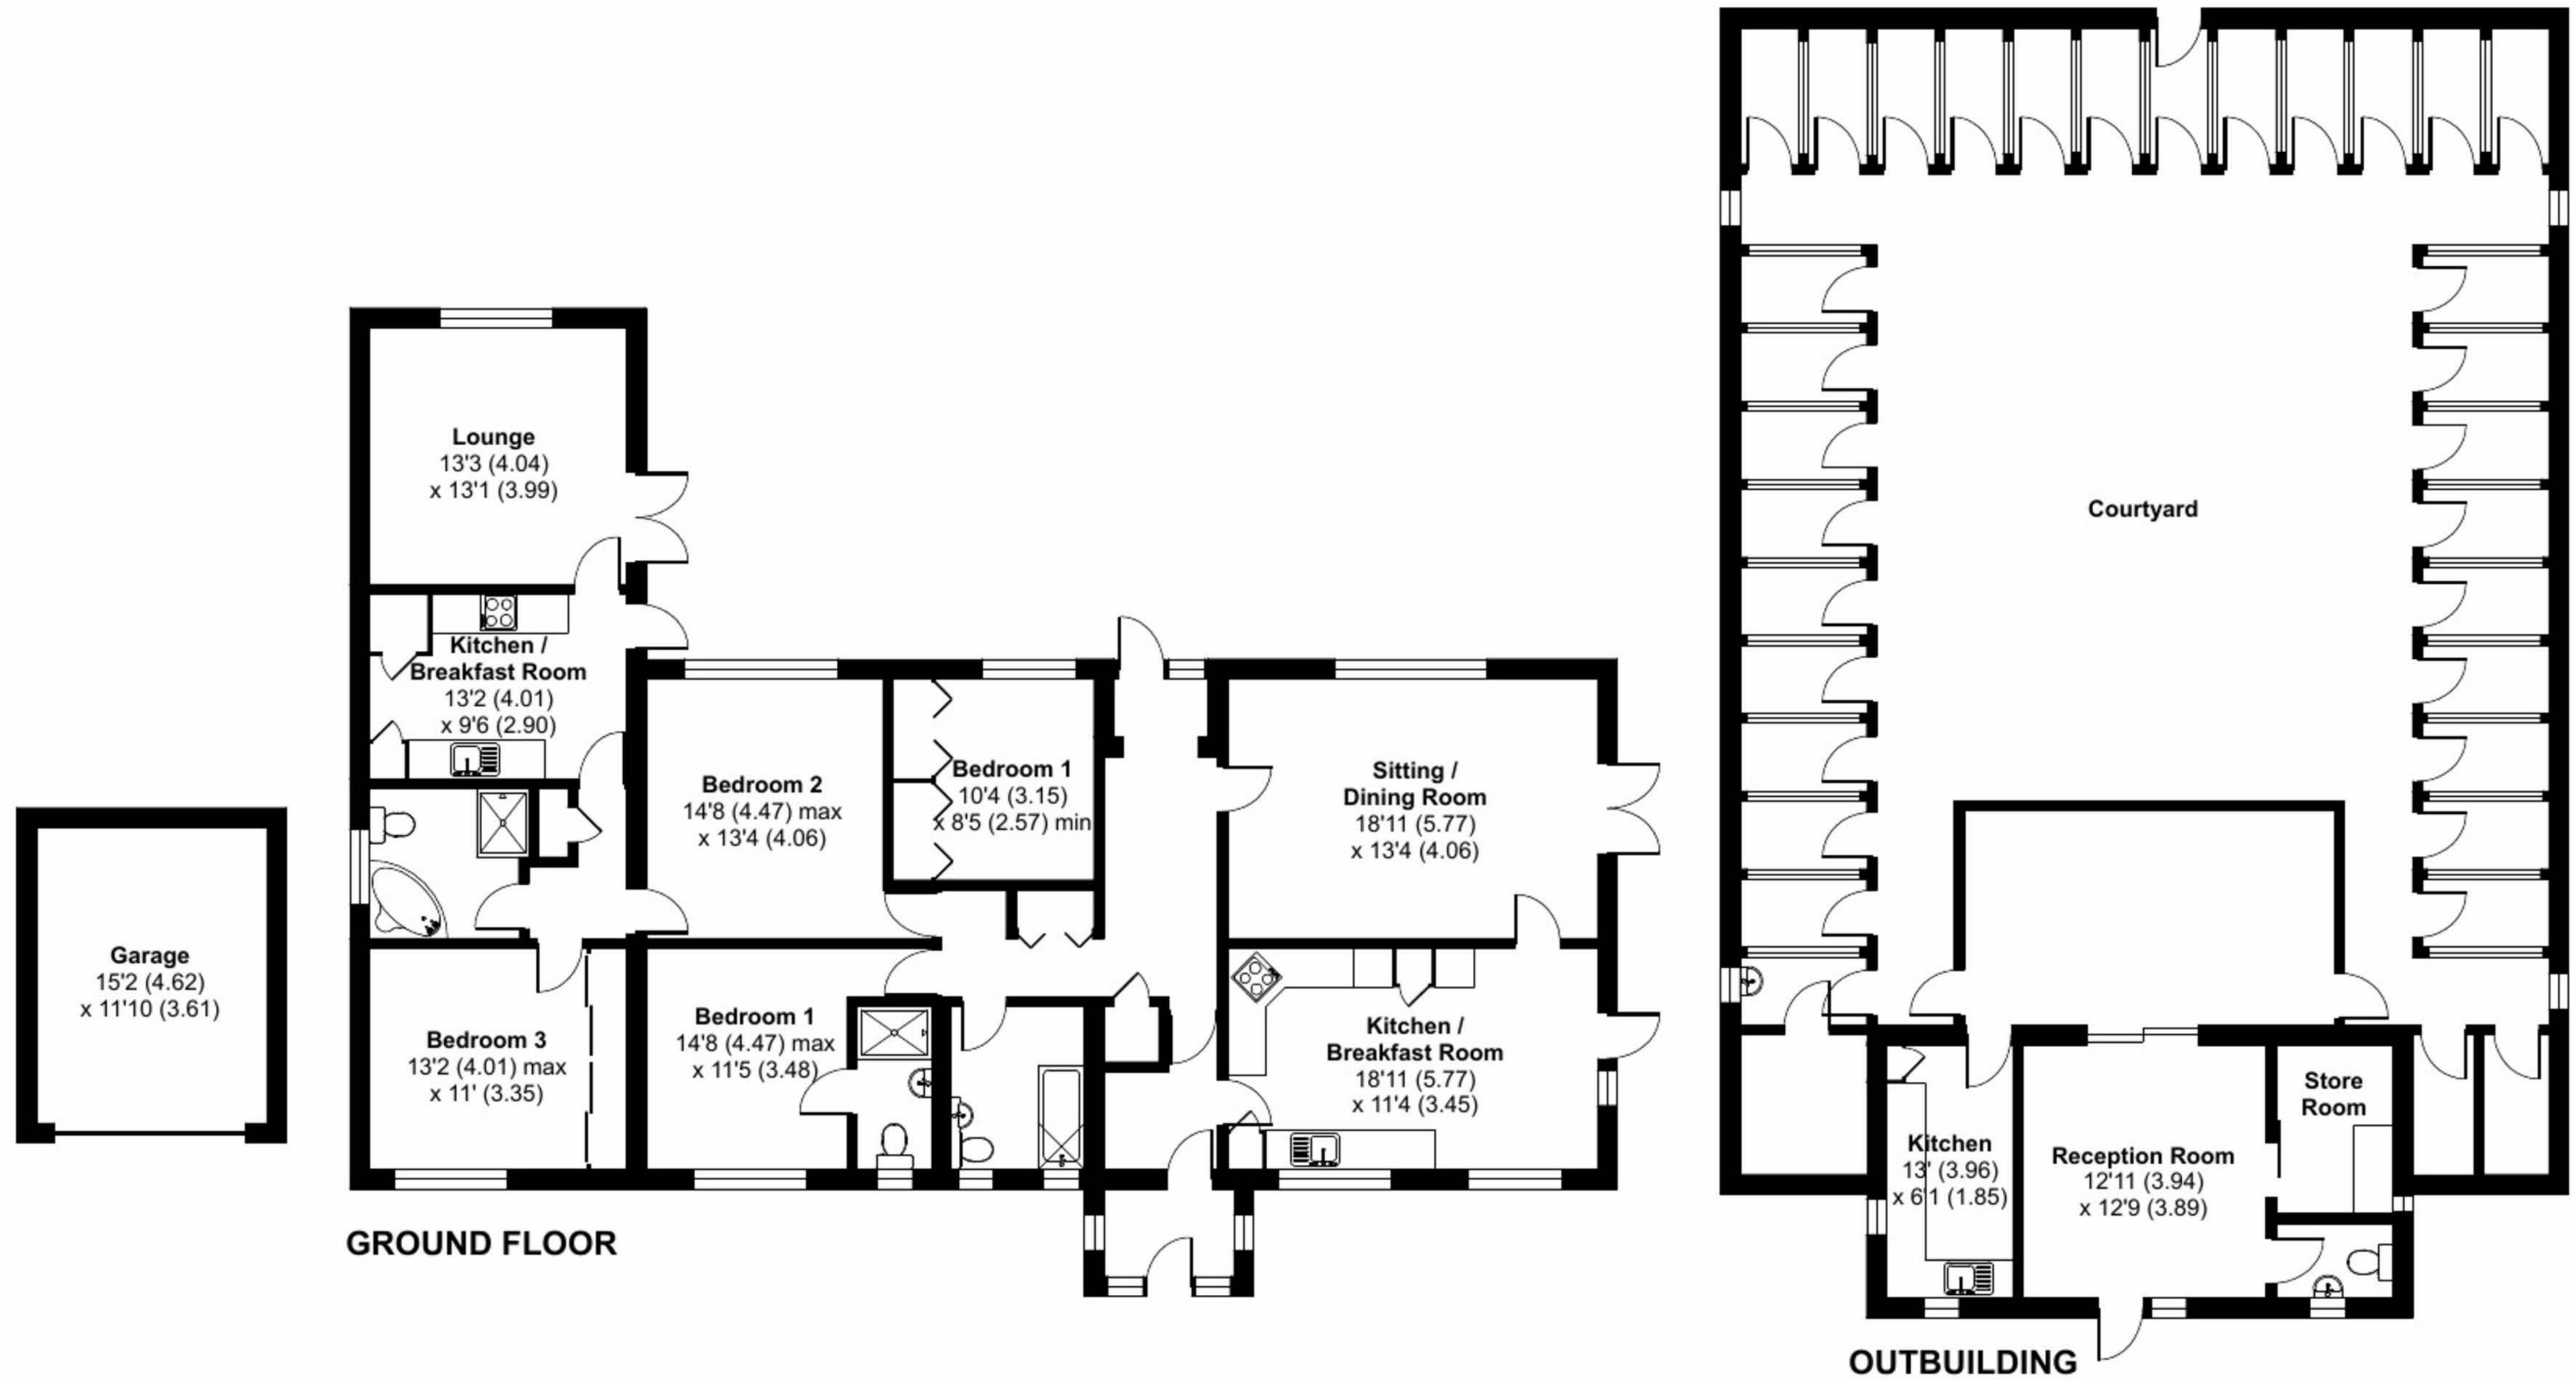 Lounge
13'3 (4.04)
x 13'1 (3.99)
Kitchen /
Breakfast Room
13'2 (4.01)
x 9'6 (2.90)
Garage
15'2 (4.62)
x 11'10 (3.61)
Bedroom 3
13'2 (4.01) max
x 11' (3.35)
Bedroom 2
14'8 (4.47) max
x 13'4 (4.06)
Bedroom 1
10'4 (3.15)
x 8'5 (2.57) min
Bedroom 1
14'8 (4.47) max
x 11'5 (3.48)
Sitting /
Dining Room
18'11 (5.77)
x 13'4 (4.06)
Kitchen /
Breakfast Room
18'11 (5.77)
x 11'4 (3.45)
GROUND FLOOR
Courtyard
Kitchen
13' (3.96)
x 6'1 (1.85)
Reception Room
12'11 (3.94)
x 12'9 (3.89)
Store
Room
OUTBUILDING